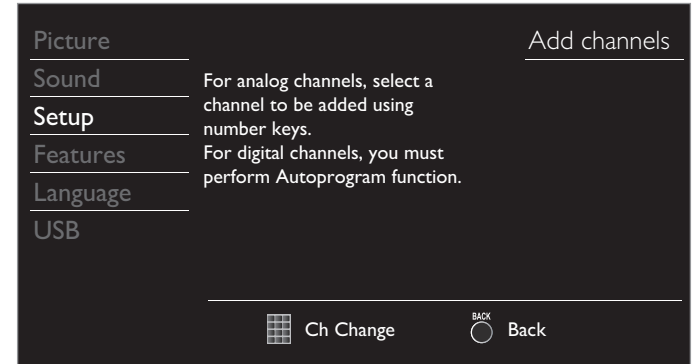 Picture
Sound
Setup
Features
Language
USB
Add channels
For analog channels, select a
channel to be added using
number keys.
For digital channels, you must
perform Autoprogram function.
Ch Change
BACK
Back